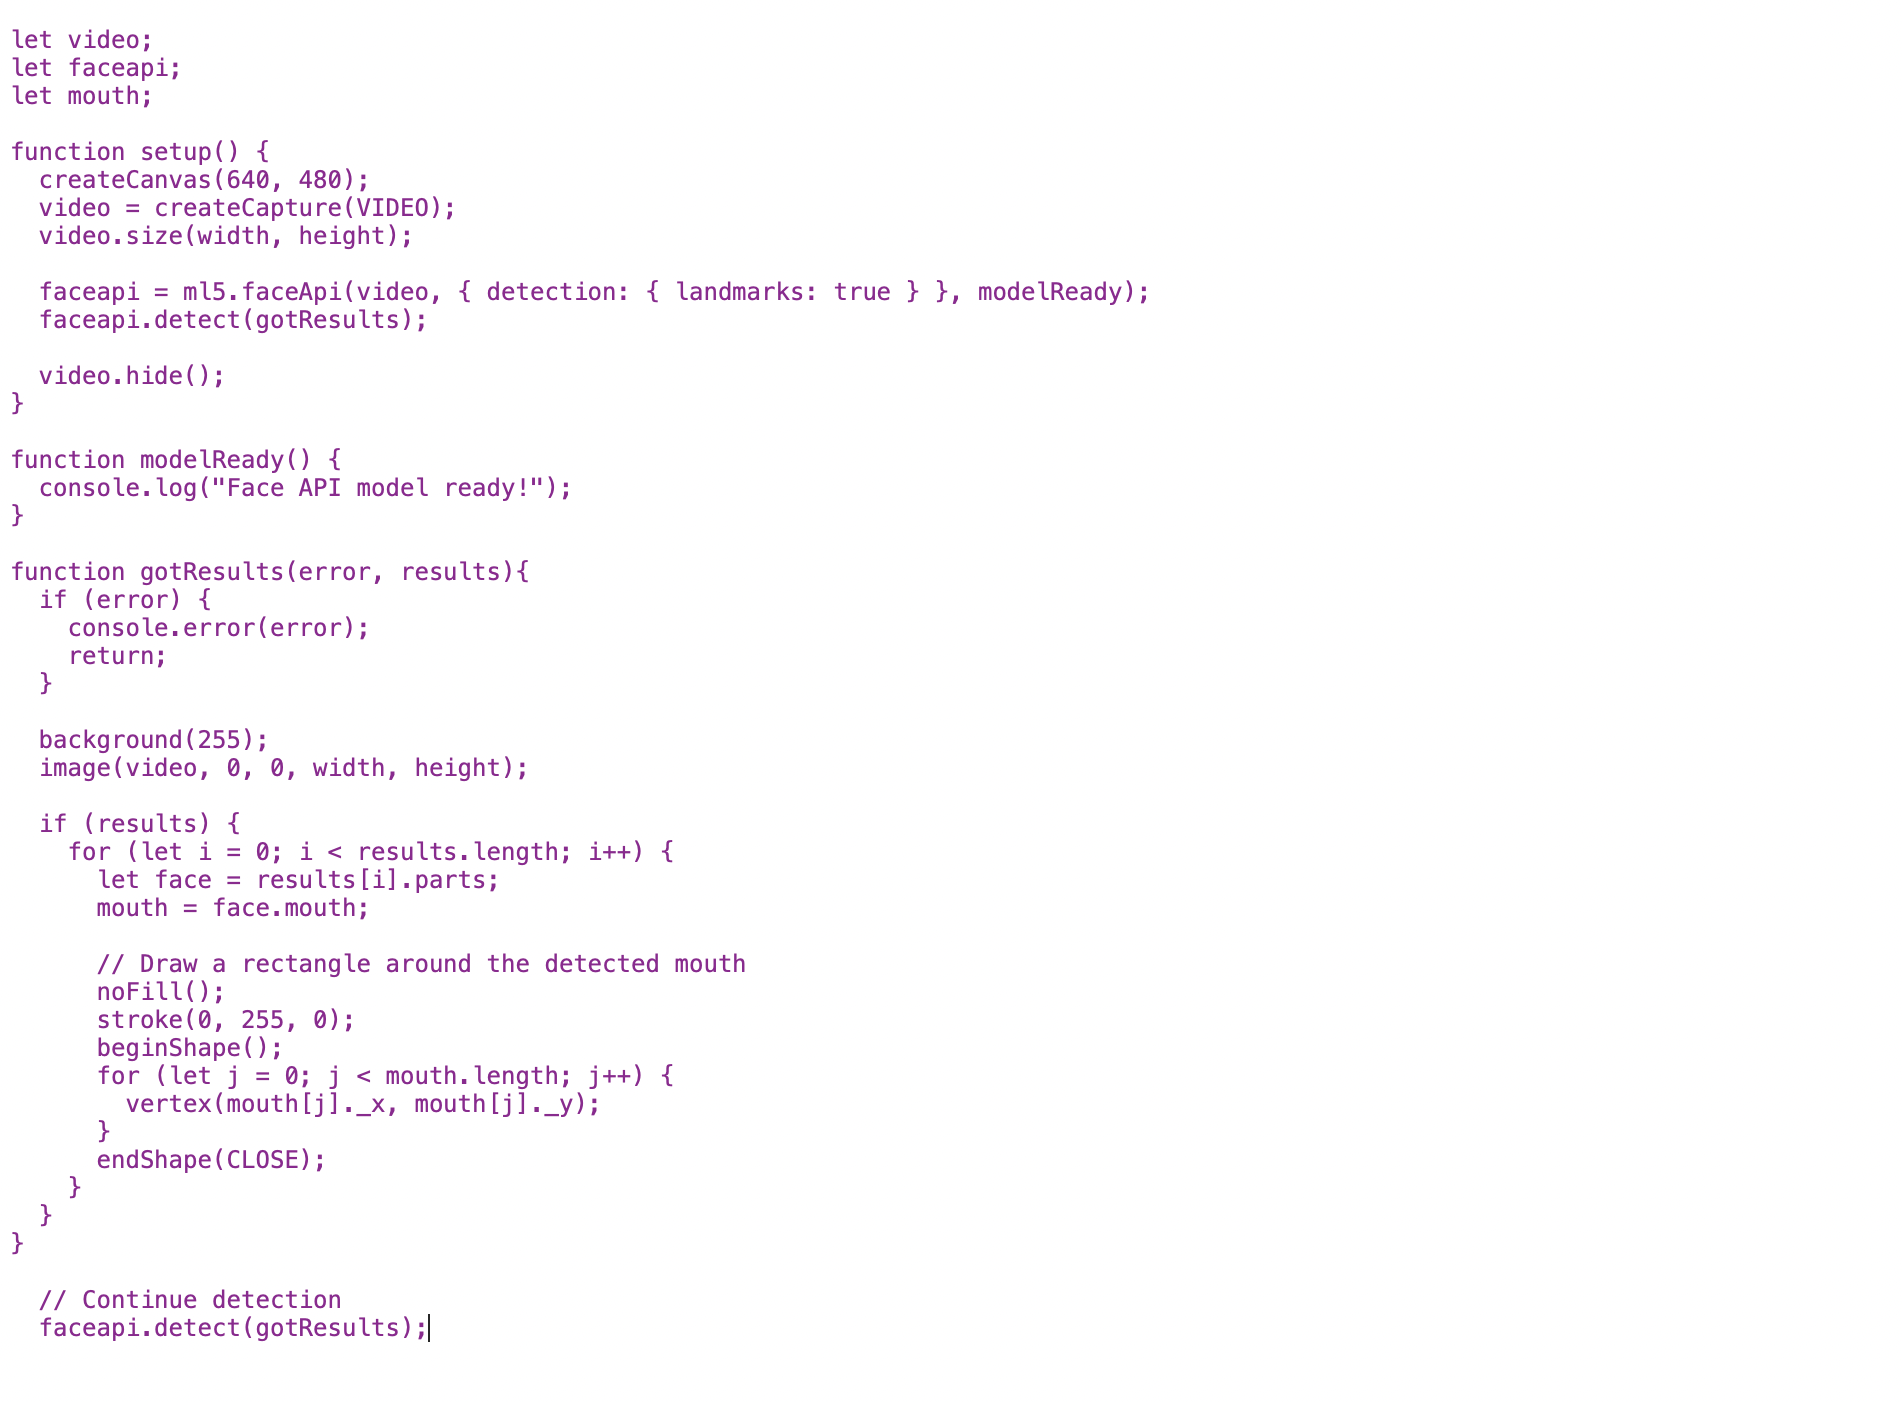 let video;
let faceapi;
let mouth;

function setup() {
  createCanvas(640, 480);
  video = createCapture(VIDEO);
  video.size(width, height);

  faceapi = ml5.faceApi(video, { detection: { landmarks: true } }, modelReady);
  faceapi.detect(gotResults);

  video.hide();
}

function modelReady() {
  console.log("Face API model ready!");
}

function gotResults(error, results){
  if (error) {
    console.error(error);
    return;
  }

  background(255);
  image(video, 0, 0, width, height);

  if (results) {
    for (let i = 0; i < results.length; i++) {
      let face = results[i].parts;
      mouth = face.mouth;

      // Draw a rectangle around the detected mouth
      noFill();
      stroke(0, 255, 0);
      beginShape();
      for (let j = 0; j < mouth.length; j++) {
        vertex(mouth[j]._x, mouth[j]._y);
      }
      endShape(CLOSE);
    }
  }
}

  // Continue detection
  faceapi.detect(gotResults);